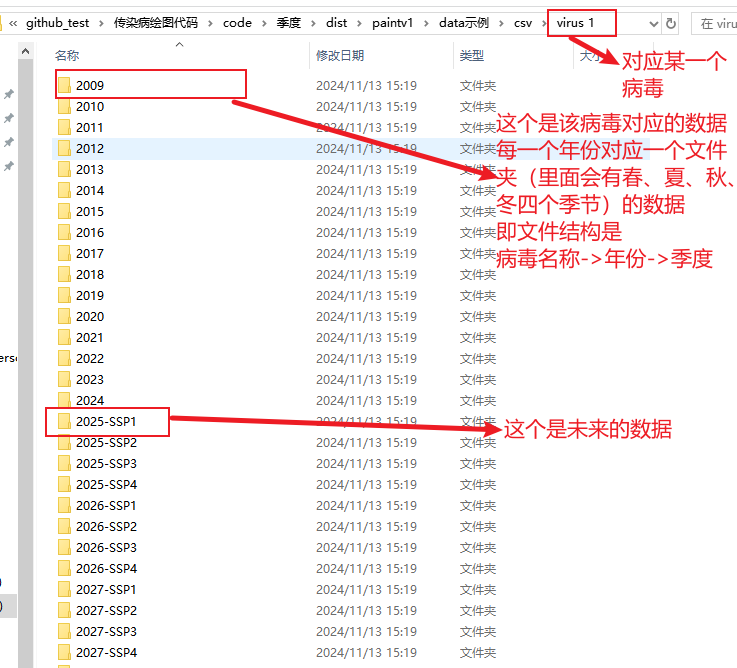 « github_test › 传染病绘图代码 › code › 季度 › dist › paintv1 › data示例 › csv › virus 1
在 viru
名称 修改日期 类型 大小
对应某一个
病毒
2009 2024/11/13 15:19 文件夹
2010 2024/11/13 15:19 文件夹
2011 2024/11/13 15:19 文件夹
2012 2024/11/13 15:19 文件夹
2013 2024/11/13 15:19 文件夹
2014 2024/11/13 15:19 文件夹
2015 2024/11/13 15:19 文件夹
2016 2024/11/13 15:19 文件夹
2017 2024/11/13 15:19 文件夹
2018 2024/11/13 15:19 文件夹
2019 2024/11/13 15:19 文件夹
2020 2024/11/13 15:19 文件夹
2021 2024/11/13 15:19 文件夹
2022 2024/11/13 15:19 文件夹
2023 2024/11/13 15:19 文件夹
2024 2024/11/13 15:19 文件夹
2025-SSP1 2024/11/13 15:19 文件夹
2025-SSP2 2024/11/13 15:19 文件夹
2025-SSP3 2024/11/13 15:19 文件夹
2025-SSP4 2024/11/13 15:19 文件夹
2026-SSP1 2024/11/13 15:19 文件夹
2026-SSP2 2024/11/13 15:19 文件夹
2026-SSP3 2024/11/13 15:19 文件夹
2026-SSP4 2024/11/13 15:19 文件夹
2027-SSP1 2024/11/13 15:19 文件夹
2027-SSP2 2024/11/13 15:19 文件夹
2027-SSP3 2024/11/13 15:19 文件夹
2027-SSP4 2024/11/13 15:19 文件夹
这个是该病毒对应的数据
每一个年份对应一个文件
夹（里面会有春、夏、秋、
冬四个季节）的数据
即文件结构是
病毒名称->年份->季度
这个是未来的数据